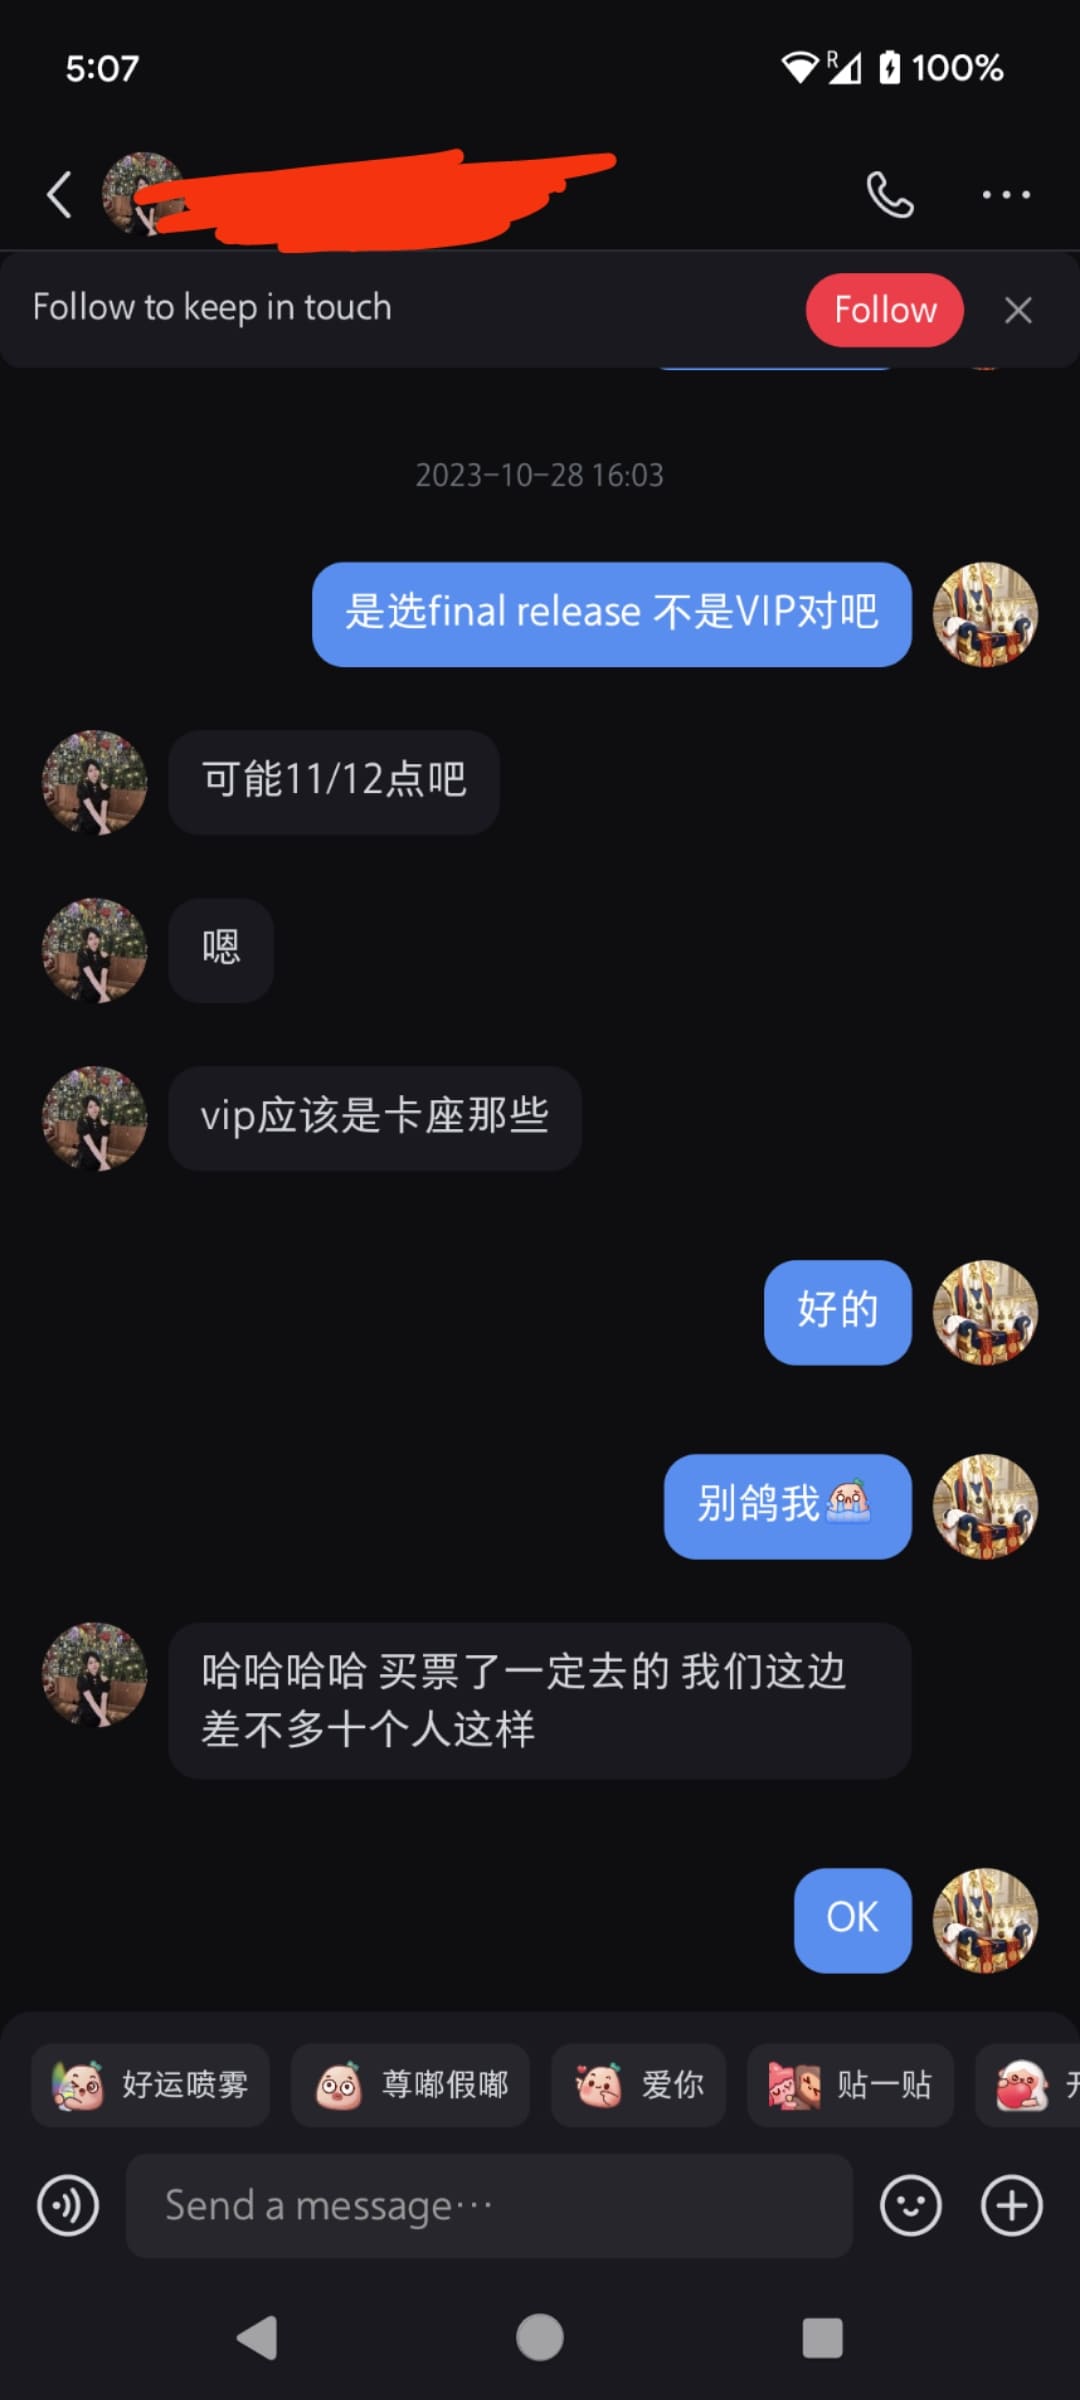 5:07
R
100%
Follow to keep in touch
Follow
2023-10-28 16:03
是选final release 不是VIP对吧
可能11/12点吧
嗯
vip应该是卡座那些
好的
别鸽我
哈哈哈哈 买票了一定去的 我们这边
差不多十个人这样
OK
好运喷雾
尊嘟假嘟
爱你
贴一贴
Send a message···